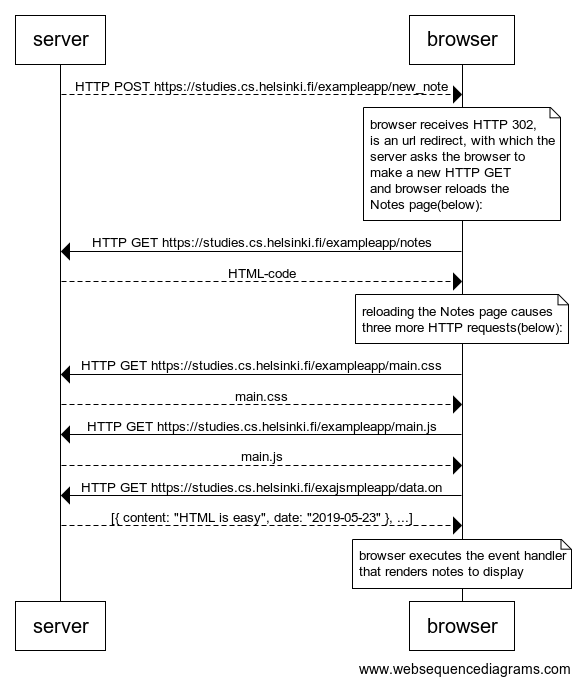 server
browser
HTTP POST https://studies.cs.helsinki.fi/exampleapp/new_note
browser receives HTTP 302,
is an url redirect, with which the
server asks the browser to
make a new HTTP GET
and browser reloads the
Notes page(below):
HTTP GET https://studies.cs.helsinki.fi/exampleapp/notes
HTML-code
reloading the Notes page causes
three more HTTP requests(below):
HTTP GET https://studies.cs.helsinki.fi/exampleapp/main.css
main.css
HTTP GET https://studies.cs.helsinki.fi/exampleapp/main.js
main.js
HTTP GET https://studies.cs.helsinki.fi/exajsmpleapp/data.on
[{ content: "HTML is easy", date: "2019-05-23" }, ...]
browser executes the event handler
that renders notes to display
server
browser
www.websequencediagrams.com